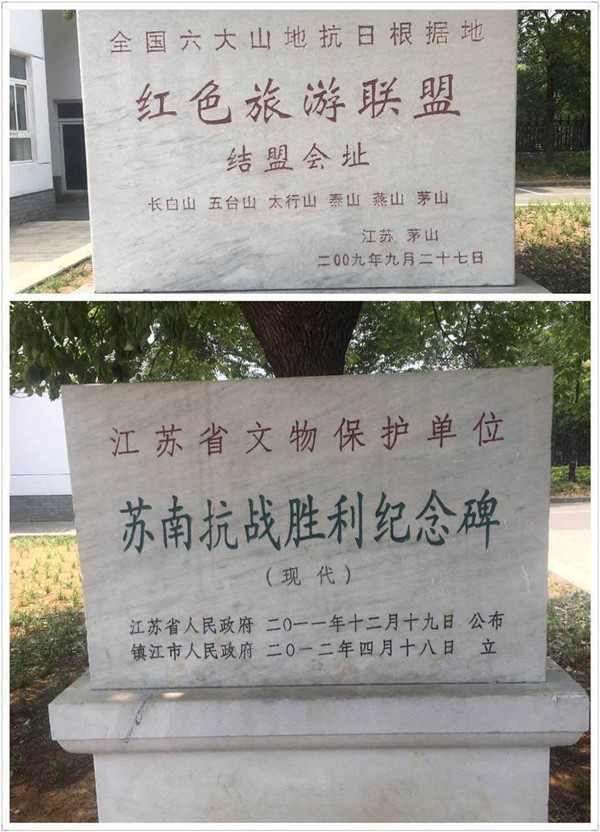 全国六大山地抗日根据地
红色旅游联盟
结盟会址
长白山 五台山 太行山 泰山 燕山 茅山
江苏 茅山
二00九年九月二十七日
江苏省文物保护单位
苏南抗战胜利纪念碑
(现代)
江苏省人民政府 二〇一一年十二月十九日 公布
镇江市人民政府 二〇一二年四月十八日 立